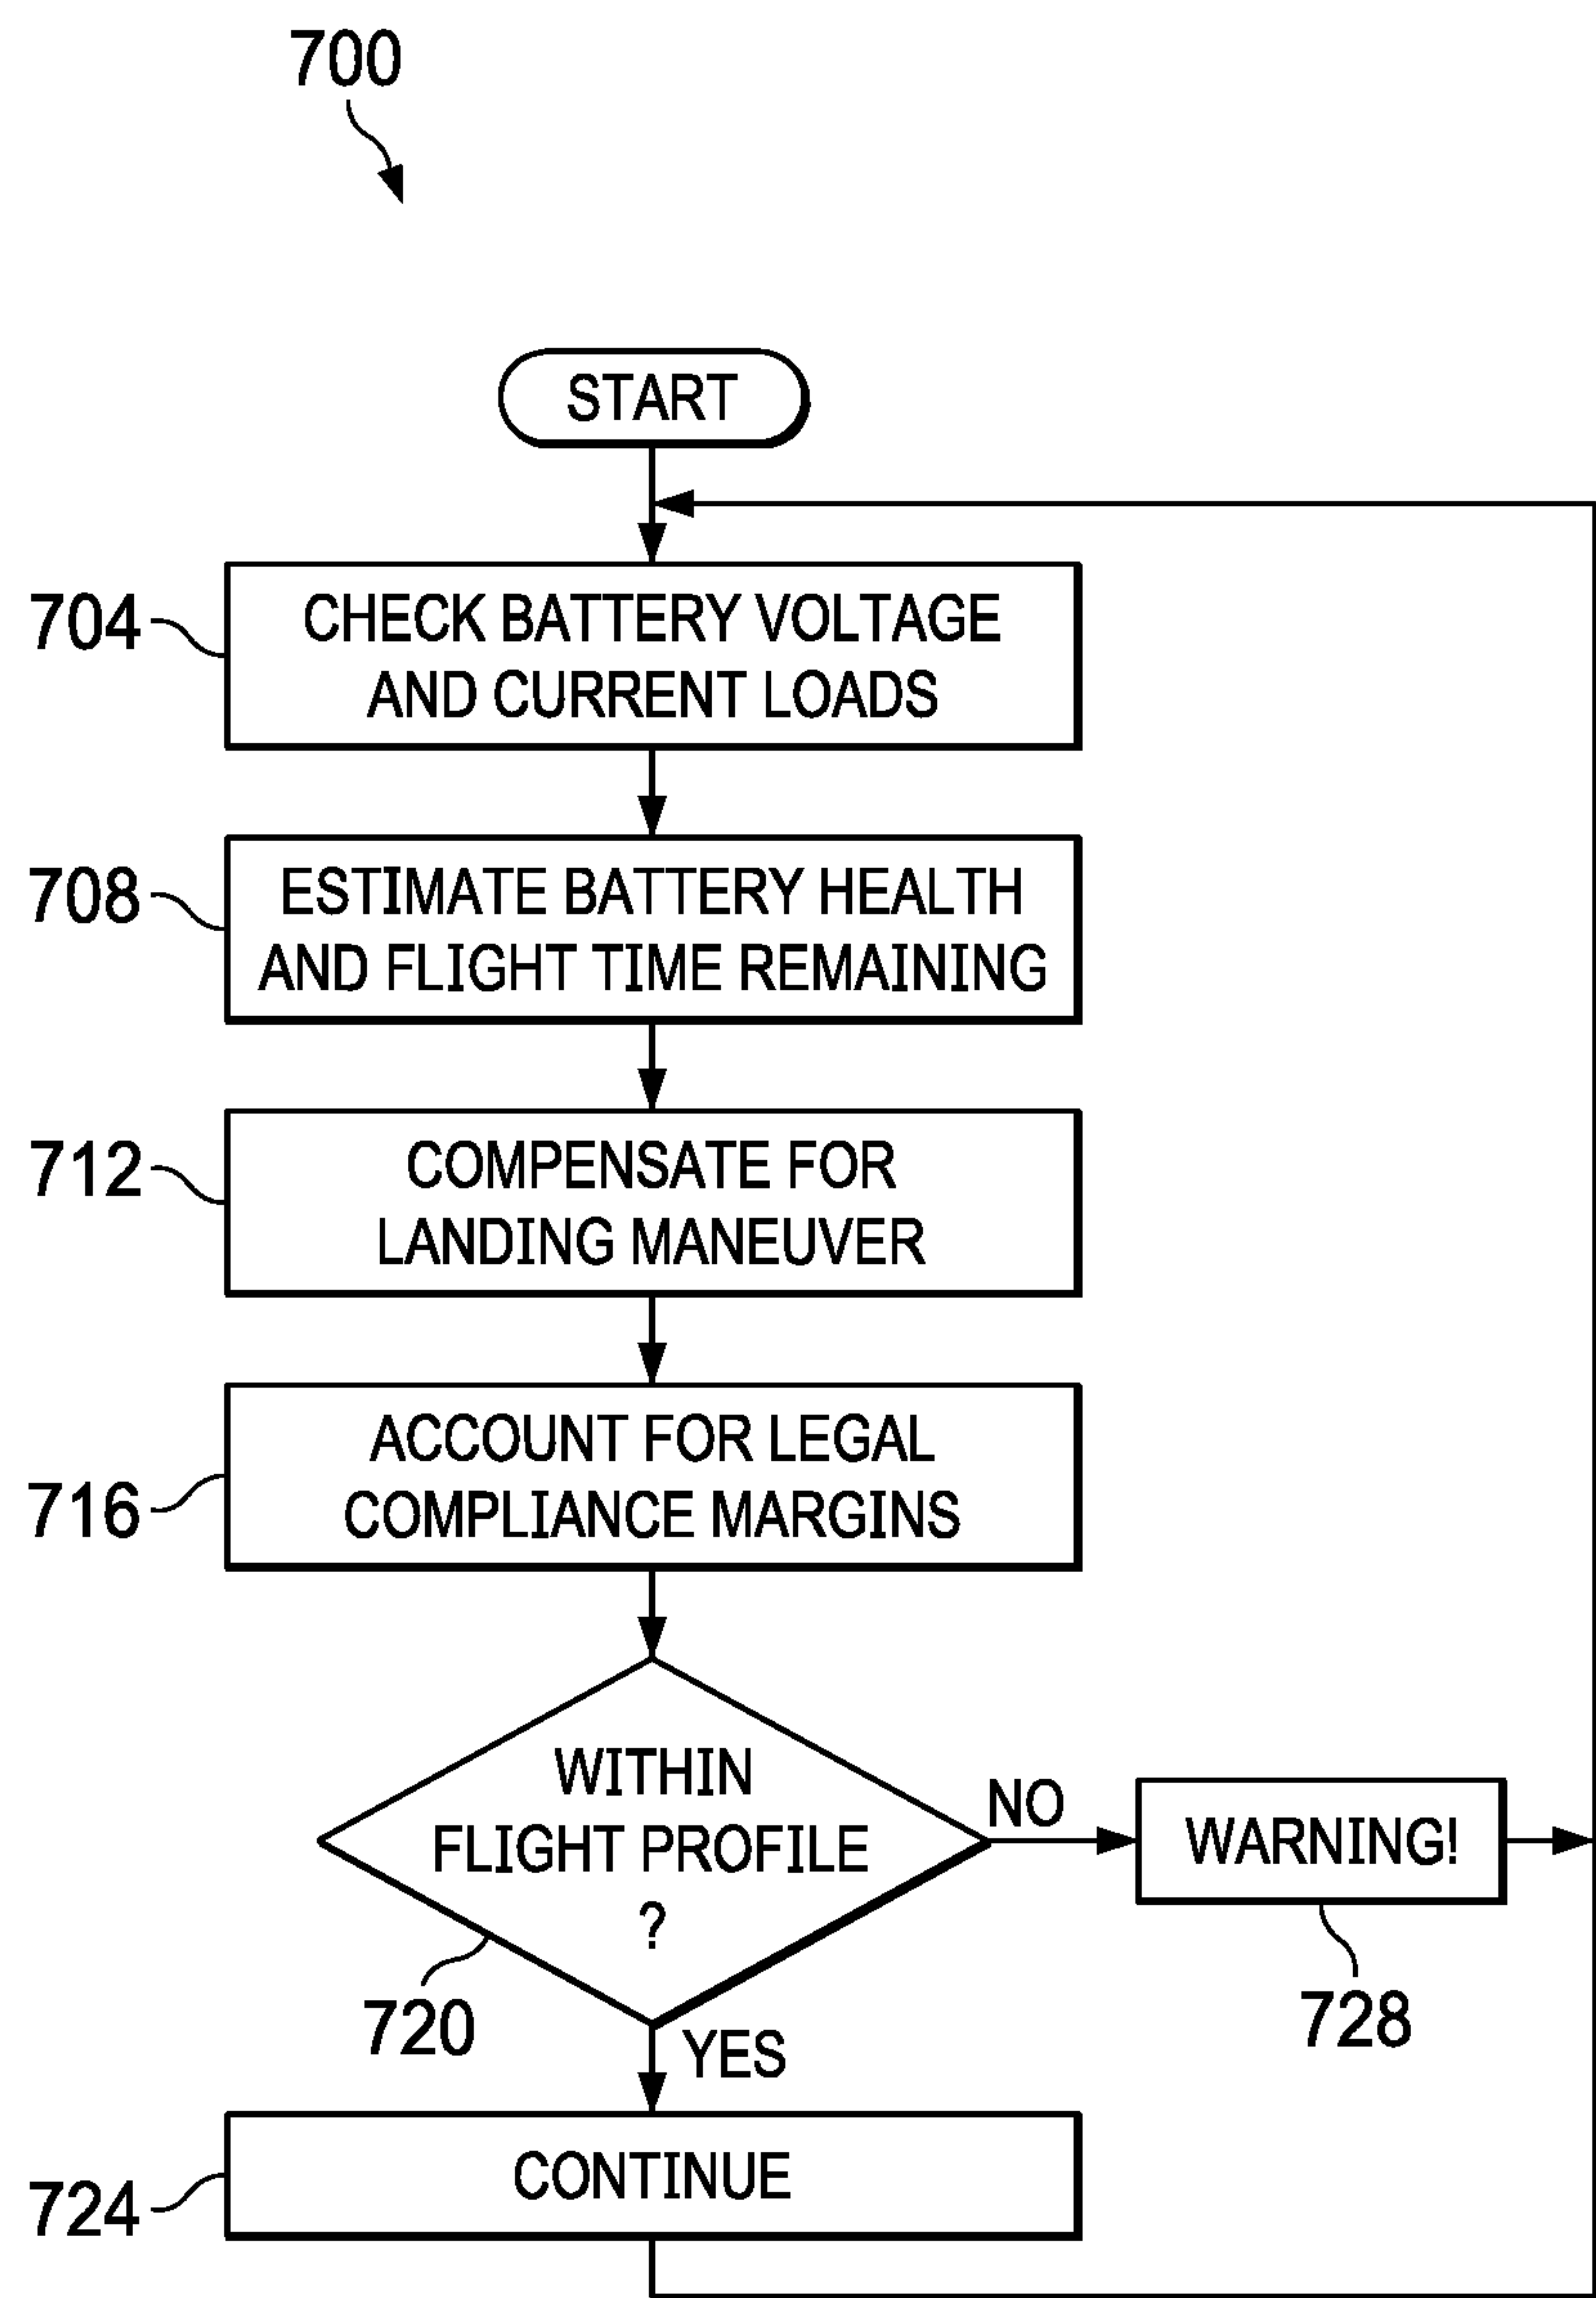 700
START
704
CHECK BATTERY VOLTAGE
AND CURRENT LOADS
708
ESTIMATE BATTERY HEALTH
AND FLIGHT TIME REMAINING
712
COMPENSATE FOR
LANDING MANEUVER
716
ACCOUNT FOR LEGAL
COMPLIANCE MARGINS
WITHIN
FLIGHT PROFILE
?
NO
WARNING!
720
728
YES
724
CONTINUE